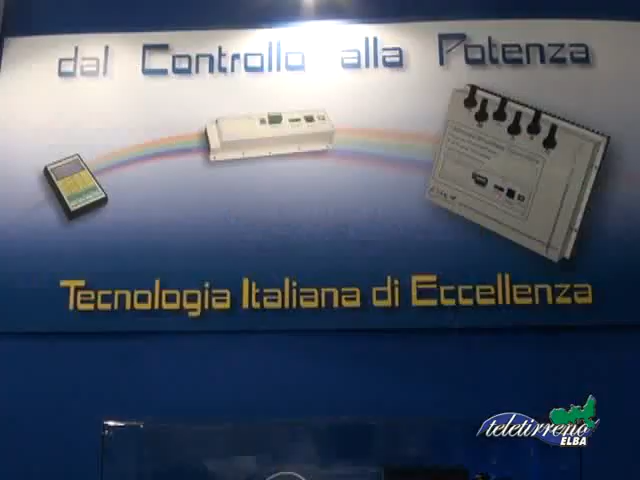 dal Controllo alla Potenza
Tecnologia Italiana di Eccellenza
teletirreno
ELBA